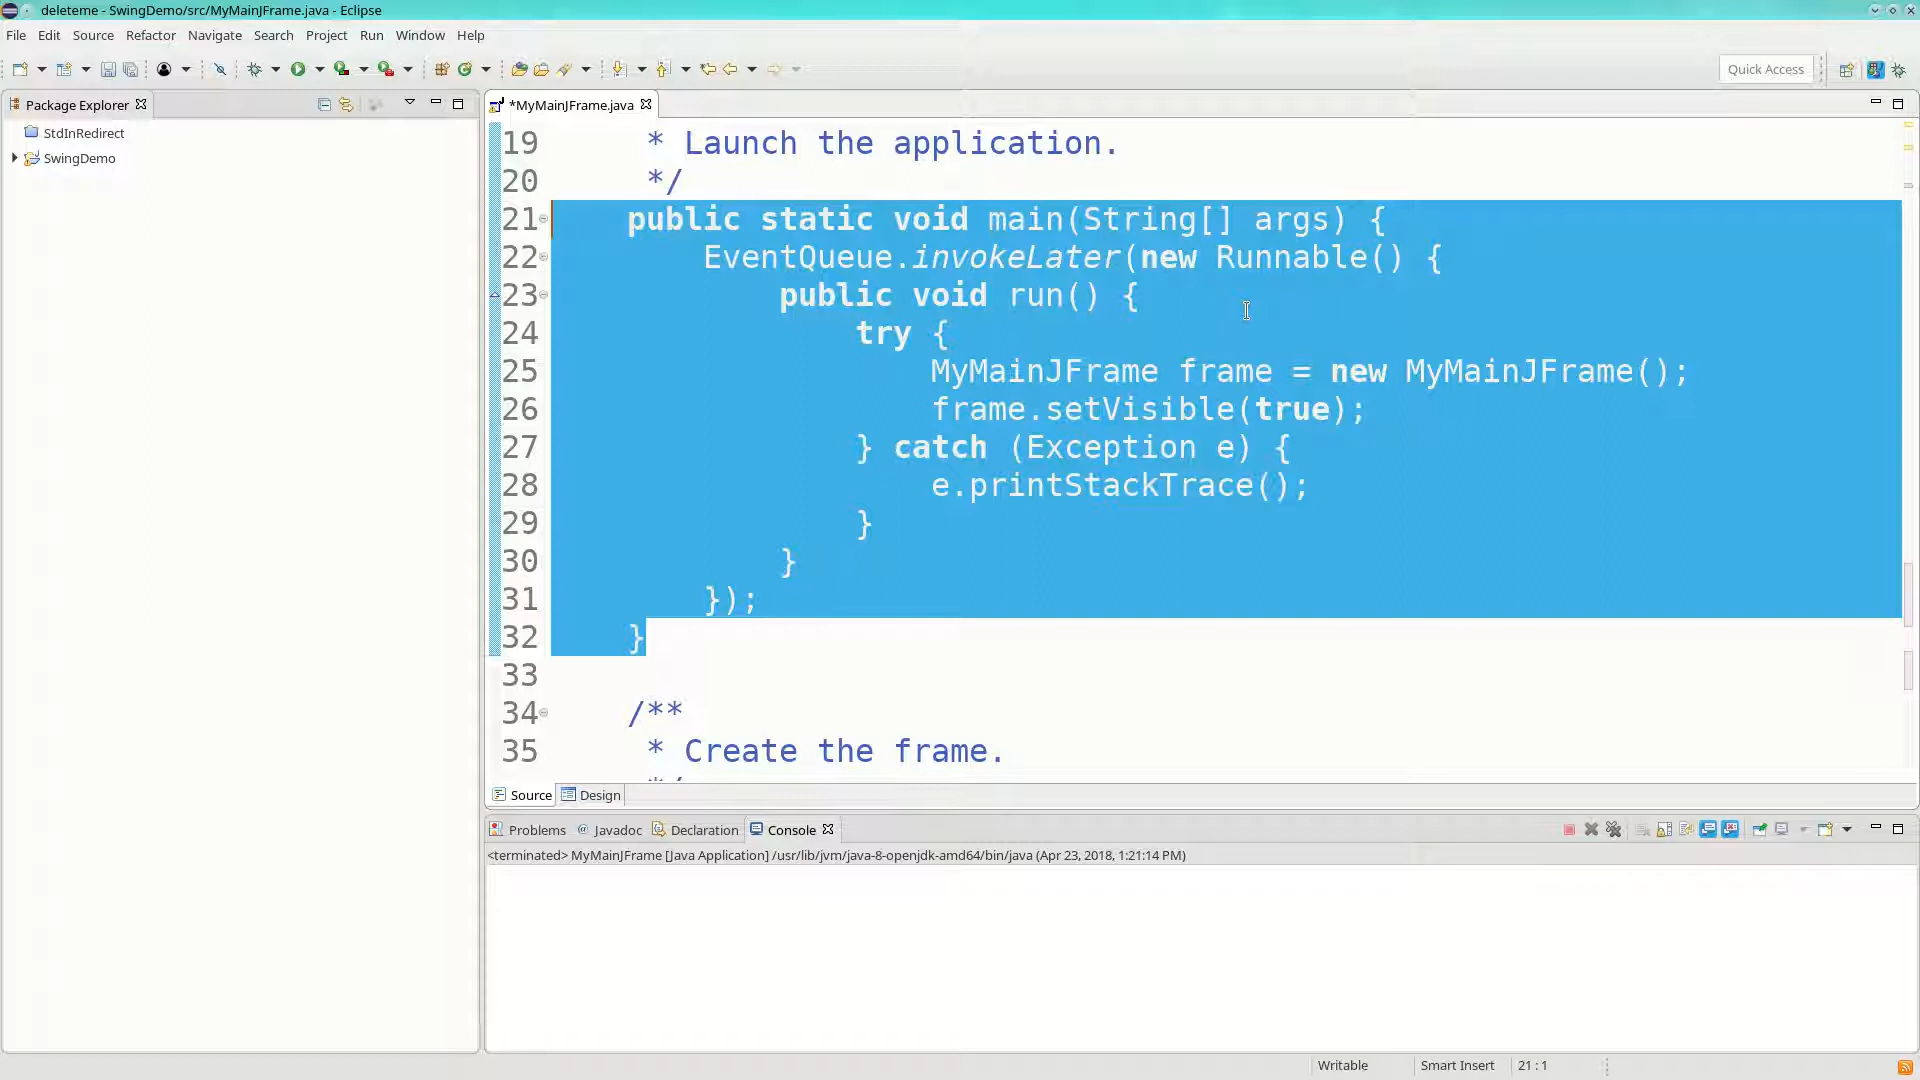 deleteme - SwingDemo/src/MyMainJFrame.java - Eclipse
File Edit Source Refactor Navigate Search Project Run Window Help
Quick Access
Package Explorer
StdInRedirect
SwingDemo
*MyMainJFrame.java
19 * Launch the application.
20 */
21 public static void main(String[] args) {
22 EventQueue.invokeLater(new Runnable() {
23 public void run() {
24 try {
25 MyMainJFrame frame = new MyMainJFrame();
26 frame.setVisible(true);
27 } catch (Exception e) {
28 e.printStackTrace();
29 }
30 }
31 });
32 }
33
34 /**
35 * Create the frame.
Source Design
Problems Javadoc Declaration Console
<terminated> MyMainJFrame [Java Application] /usr/lib/jvm/java-8-openjdk-amd64/bin/java (Apr 23, 2018, 1:21:14 PM)
Writable Smart Insert 21 : 1